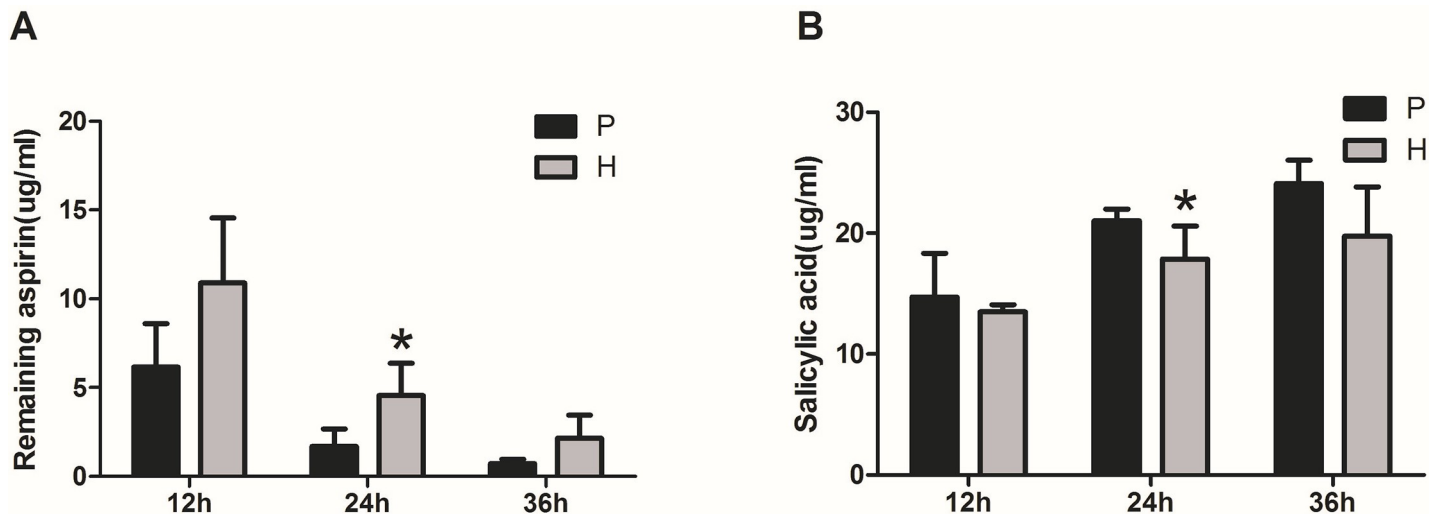 A
Remaining aspirin(ug/ml)
20
15
10
5
0
P
H
*
12h
24h
36h
B
Salicylic acid(ug/ml)
30
20
10
0
P
H
*
12h
24h
36h